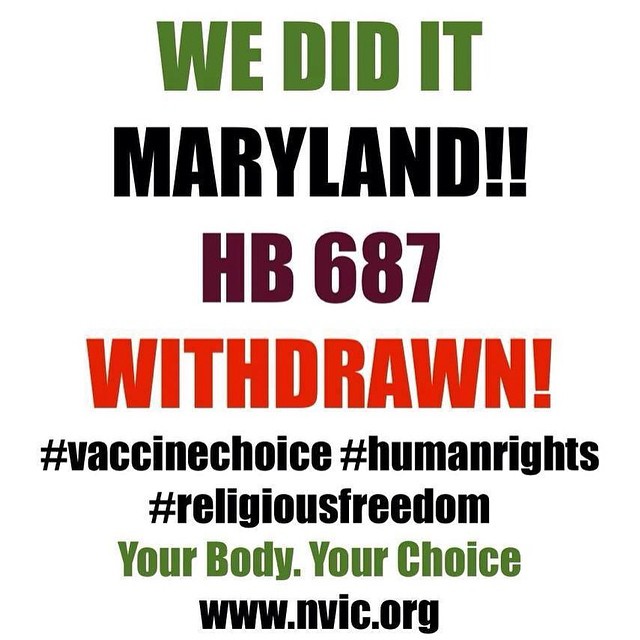 WE DID IT
MARYLAND!!
HB 687
WITHDRAWN!
#vaccinechoice #humanrights
#religiousfreedom
Your Body. Your Choice
www.nvic.org